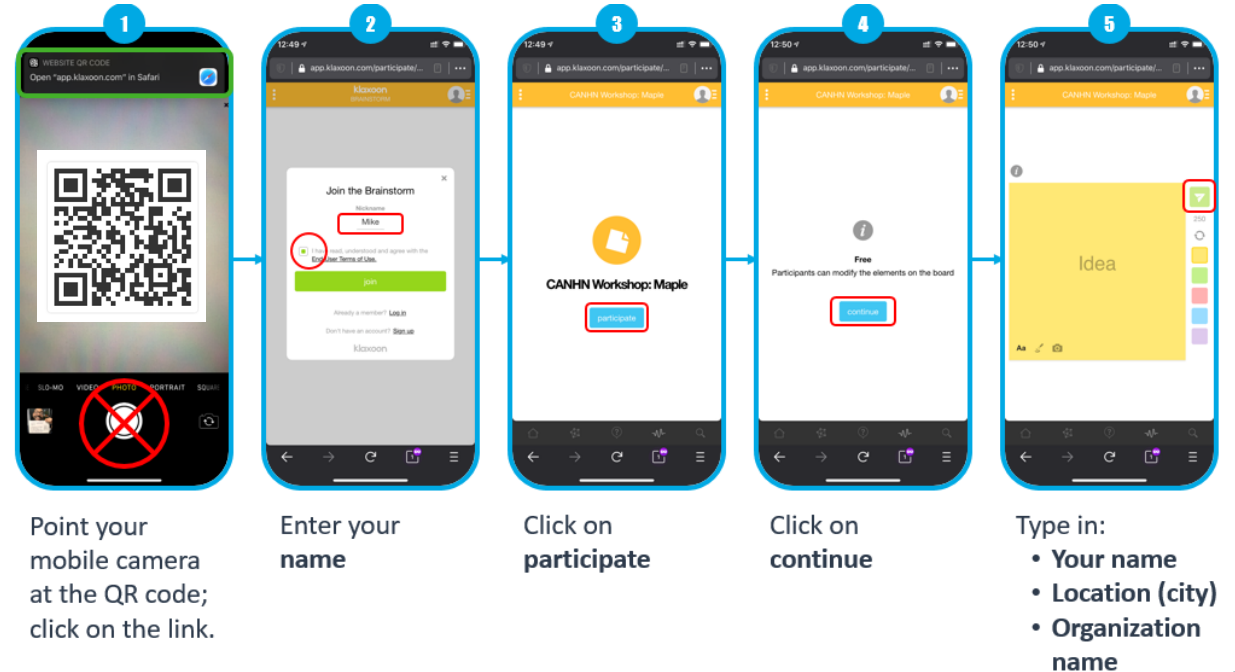 1
WEBSITE QR CODE
Open "app.klaxoon.com" in Safari
SLO-MO VIDEO PHOTO PORTRAIT SQUARE
Point your
mobile camera
at the QR code;
click on the link.
2
12:49
app.klaxoon.com/participate/...
klaxoon
BRAINSTORM
Join the Brainstorm
Nickname
Mike
I have read, understood and agree with the
End-User Terms of Use.
join
Already a member? Log in
Don't have an account? Sign up
klaxoon
1
Enter your
name
3
12:49
app.klaxoon.com/participate/...
CANHN Workshop: Maple
CANHN Workshop: Maple
participate
1
Click on
participate
4
12:50
app.klaxoon.com/participate/...
CANHN Workshop: Maple
Free
Participants can modify the elements on the board
continue
1
Click on
continue
5
12:50
app.klaxoon.com/participate/...
CANHN Workshop: Maple
250
Idea
Aa
1
Type in:
• Your name
• Location (city)
• Organization
name